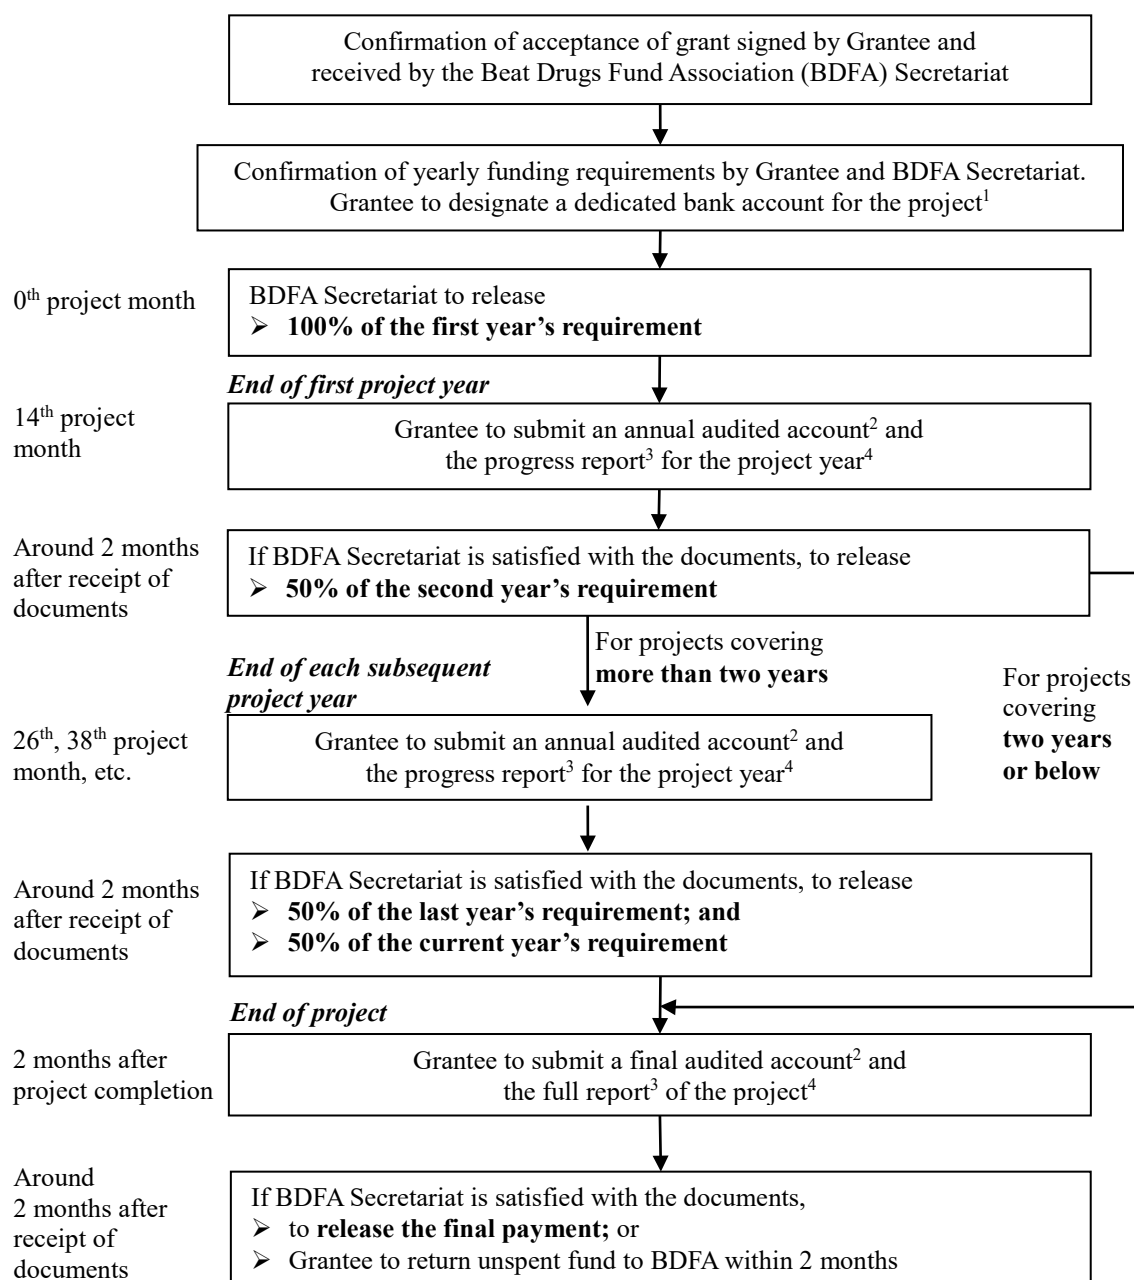 Confirmation of acceptance of grant signed by Grantee and
received by the Beat Drugs Fund Association (BDFA) Secretariat
Confirmation of yearly funding requirements by Grantee and BDFA Secretariat.
Grantee to designate a dedicated bank account for the project¹
0th project month
BDFA Secretariat to release
➢ 100% of the first year’s requirement
End of first project year
14th project
month
Grantee to submit an annual audited account² and
the progress report³ for the project year⁴
Around 2 months
after receipt of
documents
If BDFA Secretariat is satisfied with the documents, to release
➢ 50% of the second year’s requirement
For projects covering
more than two years
End of each subsequent
project year
For projects
covering
two years
or below
26th, 38th project
month, etc.
Grantee to submit an annual audited account² and
the progress report³ for the project year⁴
Around 2 months
after receipt of
documents
If BDFA Secretariat is satisfied with the documents, to release
➢ 50% of the last year’s requirement; and
➢ 50% of the current year’s requirement
End of project
2 months after
project completion
Grantee to submit a final audited account² and
the full report³ of the project⁴
Around
2 months after
receipt of
documents
If BDFA Secretariat is satisfied with the documents,
➢ to release the final payment; or
➢ Grantee to return unspent fund to BDFA within 2 months